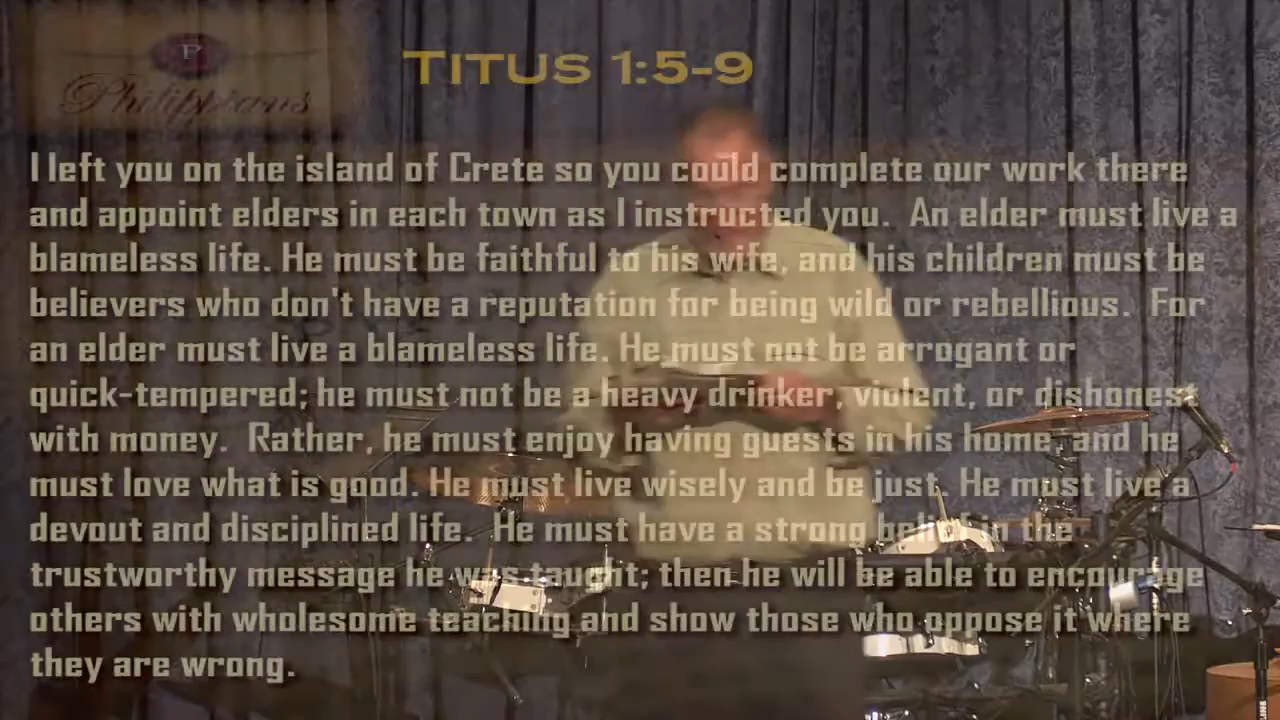 P
Philippians
Titus 1:5-9
I left you on the island of Crete so you could complete our work there
and appoint elders in each town as I instructed you.  An elder must live a
blameless life. He must be faithful to his wife, and his children must be
believers who don't have a reputation for being wild or rebellious.  For
an elder must live a blameless life. He must not be arrogant or
quick-tempered; he must not be a heavy drinker, violent, or dishonest
with money.  Rather, he must enjoy having guests in his home, and he
must love what is good. He must live wisely and be just. He must live a
devout and disciplined life.  He must have a strong belief in the
trustworthy message he was taught; then he will be able to encourage
others with wholesome teaching and show those who oppose it where
they are wrong.